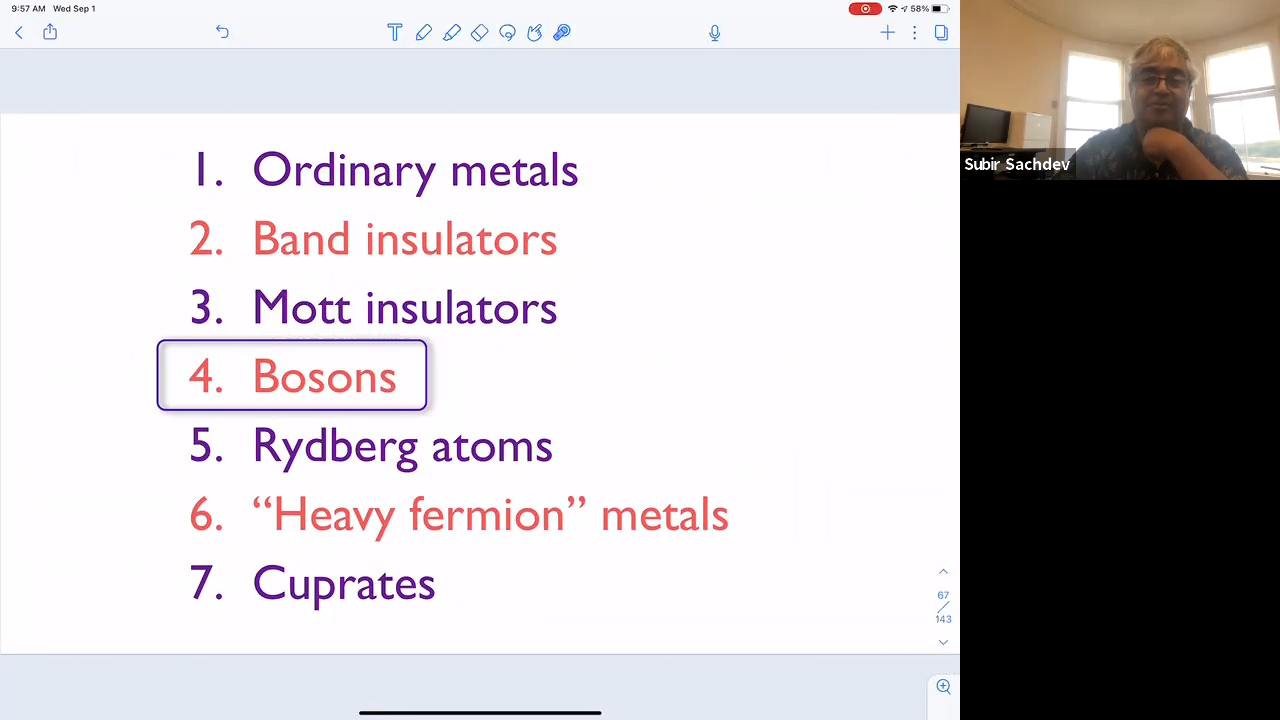 9:57 AM Wed Sep 1
58%
1. Ordinary metals
2. Band insulators
3. Mott insulators
4. Bosons
5. Rydberg atoms
6. “Heavy fermion” metals
7. Cuprates
67
143
Subir Sachdev